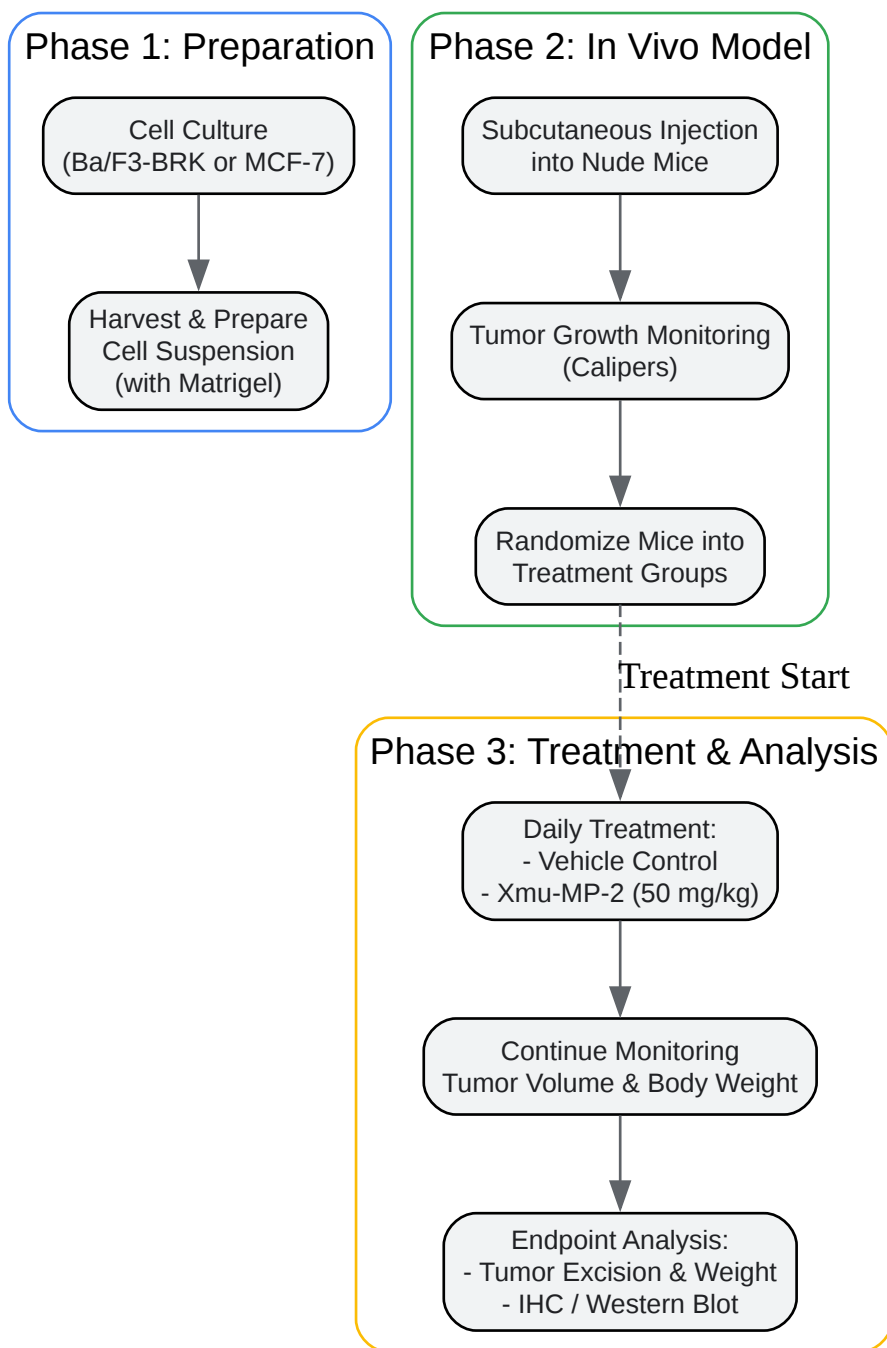 Phase 1: Preparation
Cell Culture
(Ba/F3-BRK or MCF-7)
Harvest & Prepare
Cell Suspension
(with Matrigel)
Phase 2: In Vivo Model
Subcutaneous Injection
into Nude Mice
Tumor Growth Monitoring
(Calipers)
Randomize Mice into
Treatment Groups
Treatment Start
Phase 3: Treatment & Analysis
Daily Treatment:
- Vehicle Control
- Xmu-MP-2 (50 mg/kg)
Continue Monitoring
Tumor Volume & Body Weight
Endpoint Analysis:
- Tumor Excision & Weight
- IHC / Western Blot